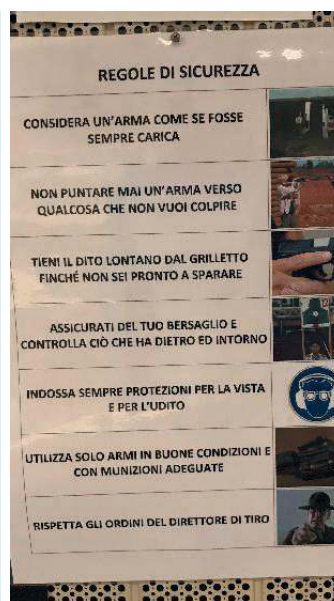 REGOLE DI SICUREZZA
CONSIDERA UN'ARMA COME SE FOSSE
SEMPRE CARICA
NON PUNTARE MAI UN'ARMA VERSO
QUALCOSA CHE NON VUOI COLPIRE
TIENI IL DITO LONTANO DAL GRILLETTO
FINCHÉ NON SEI PRONTO A SPARARE
ASSICURATI DEL TUO BERSAGLIO E
CONTROLLA CIÒ CHE HA DIETRO ED INTORNO
INDOSSA SEMPRE PROTEZIONI PER LA VISTA
E PER L'UDITO
UTILIZZA SOLO ARMI IN BUONE CONDIZIONI E
CON MUNIZIONI ADEGUATE
RISPETTA GLI ORDINI DEL DIRETTORE DI TIRO